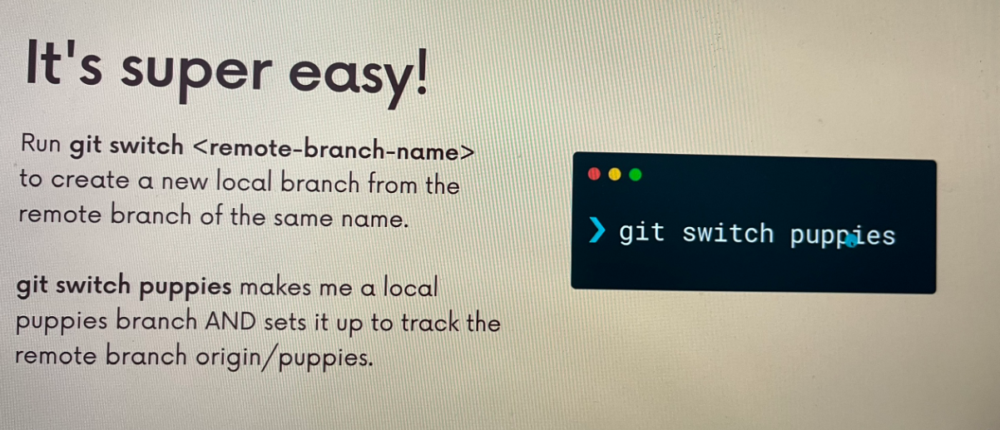 It's super easy!
Run git switch <remote-branch-name>
to create a new local branch from the
remote branch of the same name.
git switch puppies makes me a local
puppies branch AND sets it up to track the
remote branch origin/puppies.
❯ git switch puppies